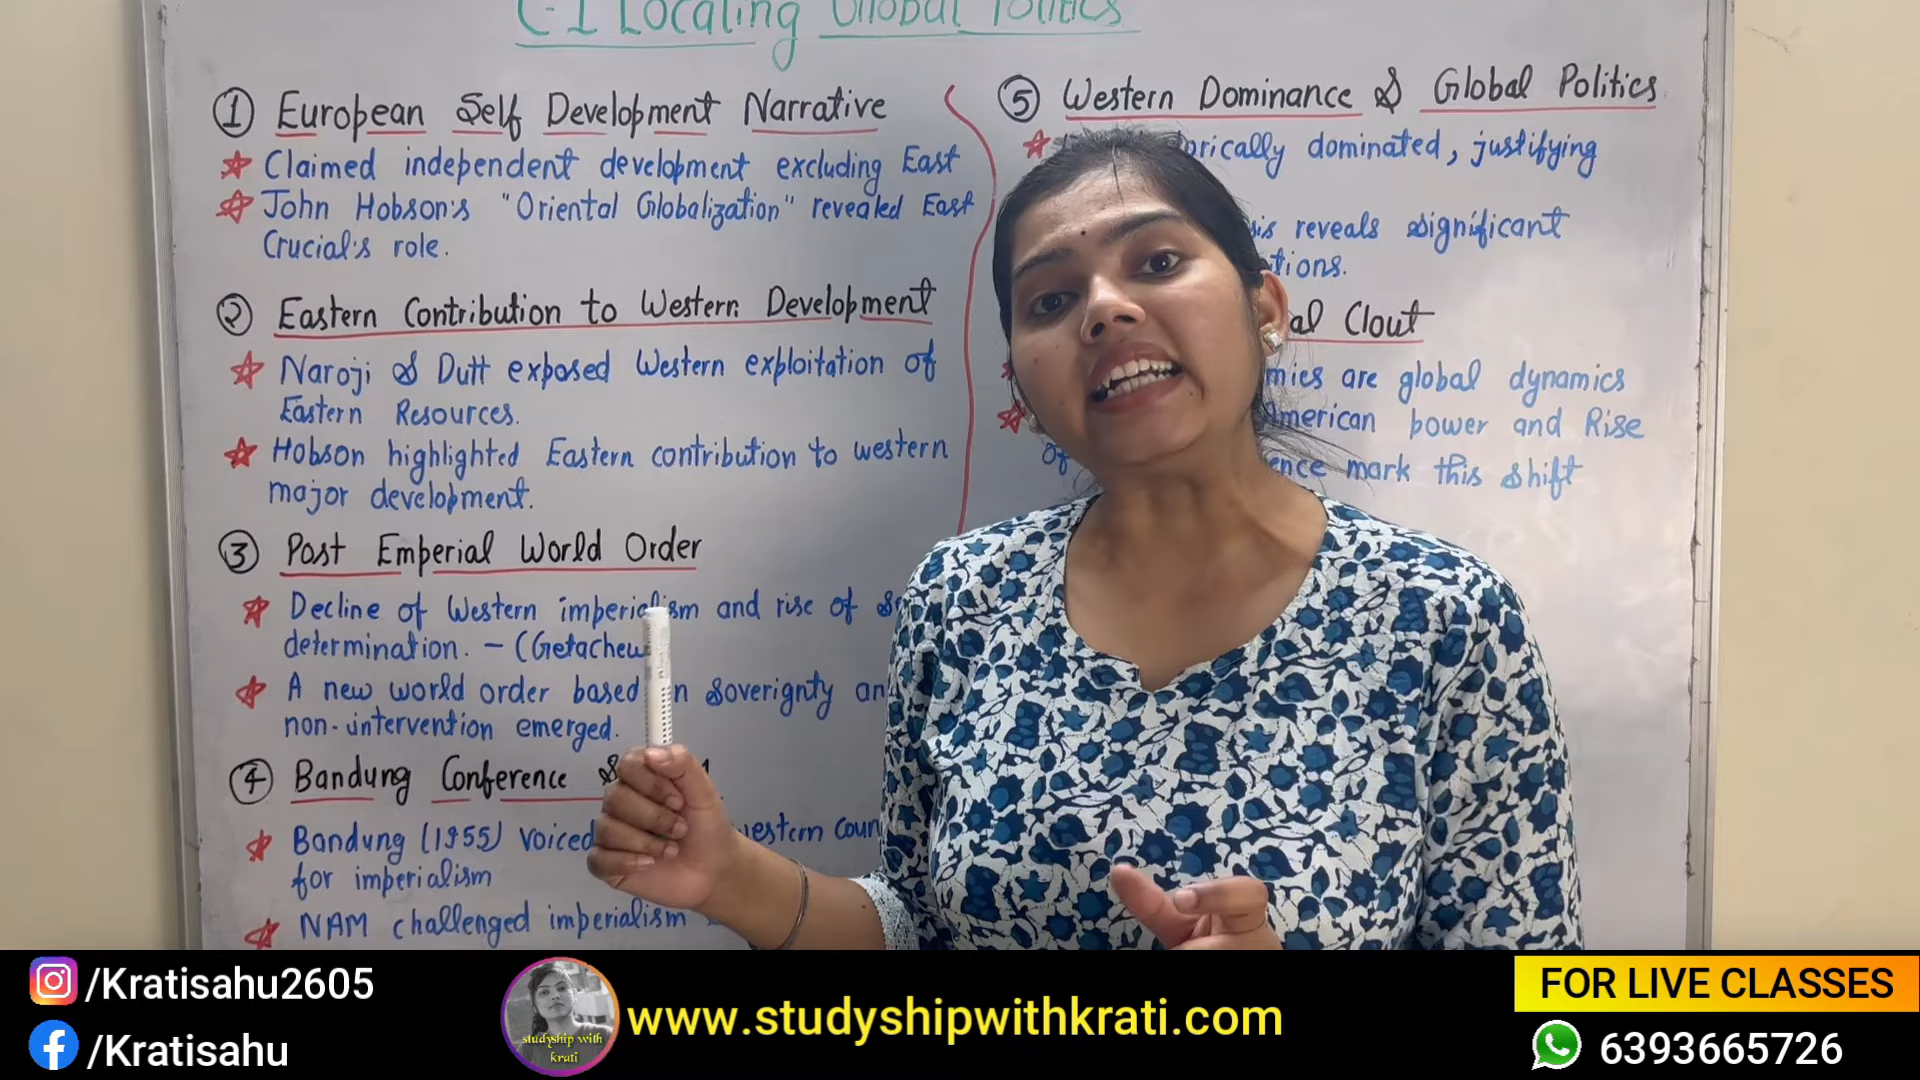 C-1 Locating Global Politics
① European Self Development Narrative
Claimed independent development excluding East
John Hobson's "Oriental Globalization" revealed East
Crucial's role.
② Eastern Contribution to Western Development
Naroji & Dutt exposed Western exploitation of
Eastern Resources.
Hobson highlighted Eastern contribution to western
major development.
③ Post Emperial World Order
Decline of Western imperialism and rise of
determination. - (Getachew
A new world order based soverignty
non-intervention emerged.
④ Bandung Conference &
Bandung (1955) voiced western
for imperialism
NAM challenged imperialism
⑤ Western Dominance & Global Politics
dominated, justifying
reveals significant
Clout
are global dynamics
American power and Rise
of mark this shift
/Kratisahu2605
/Kratisahu
studyship with
krati
www.studyshipwithkrati.com
FOR LIVE CLASSES
6393665726